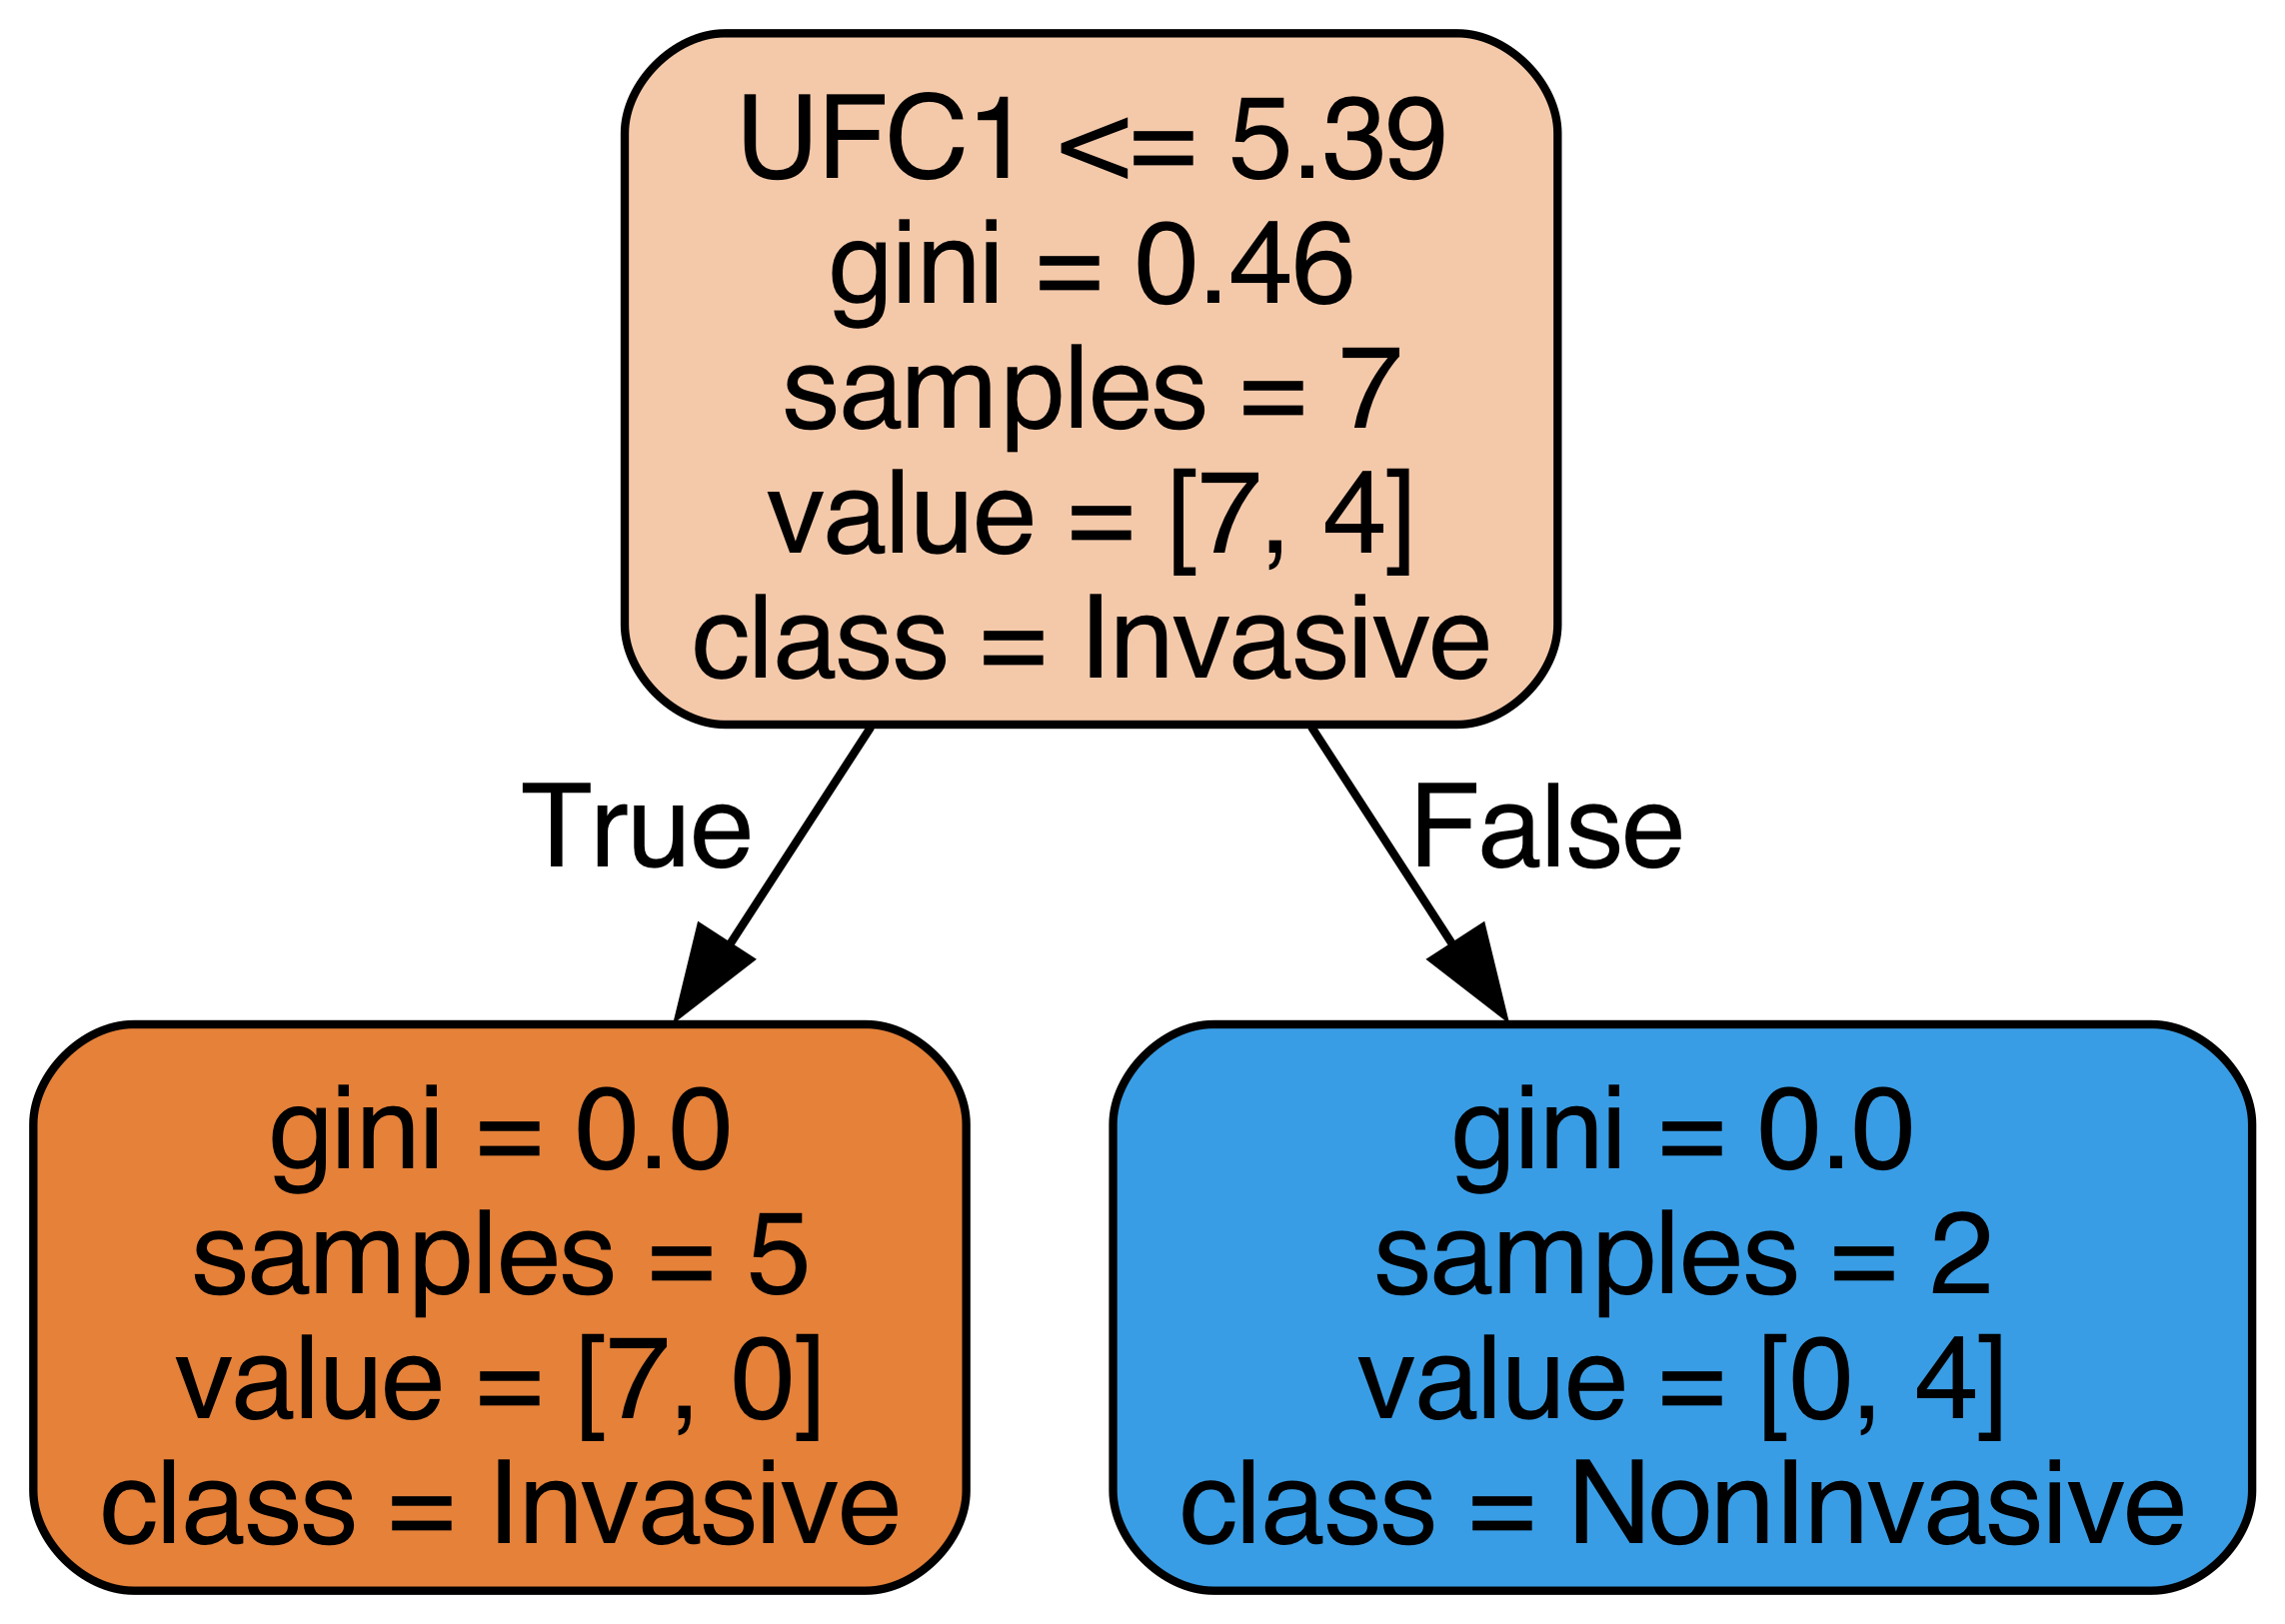 UFC1 <= 5.39
gini = 0.46
samples = 7
value = [7, 4]
class = Invasive
True
False
gini = 0.0
samples = 5
value = [7, 0]
class = Invasive
gini = 0.0
samples = 2
value = [0, 4]
class = NonInvasive